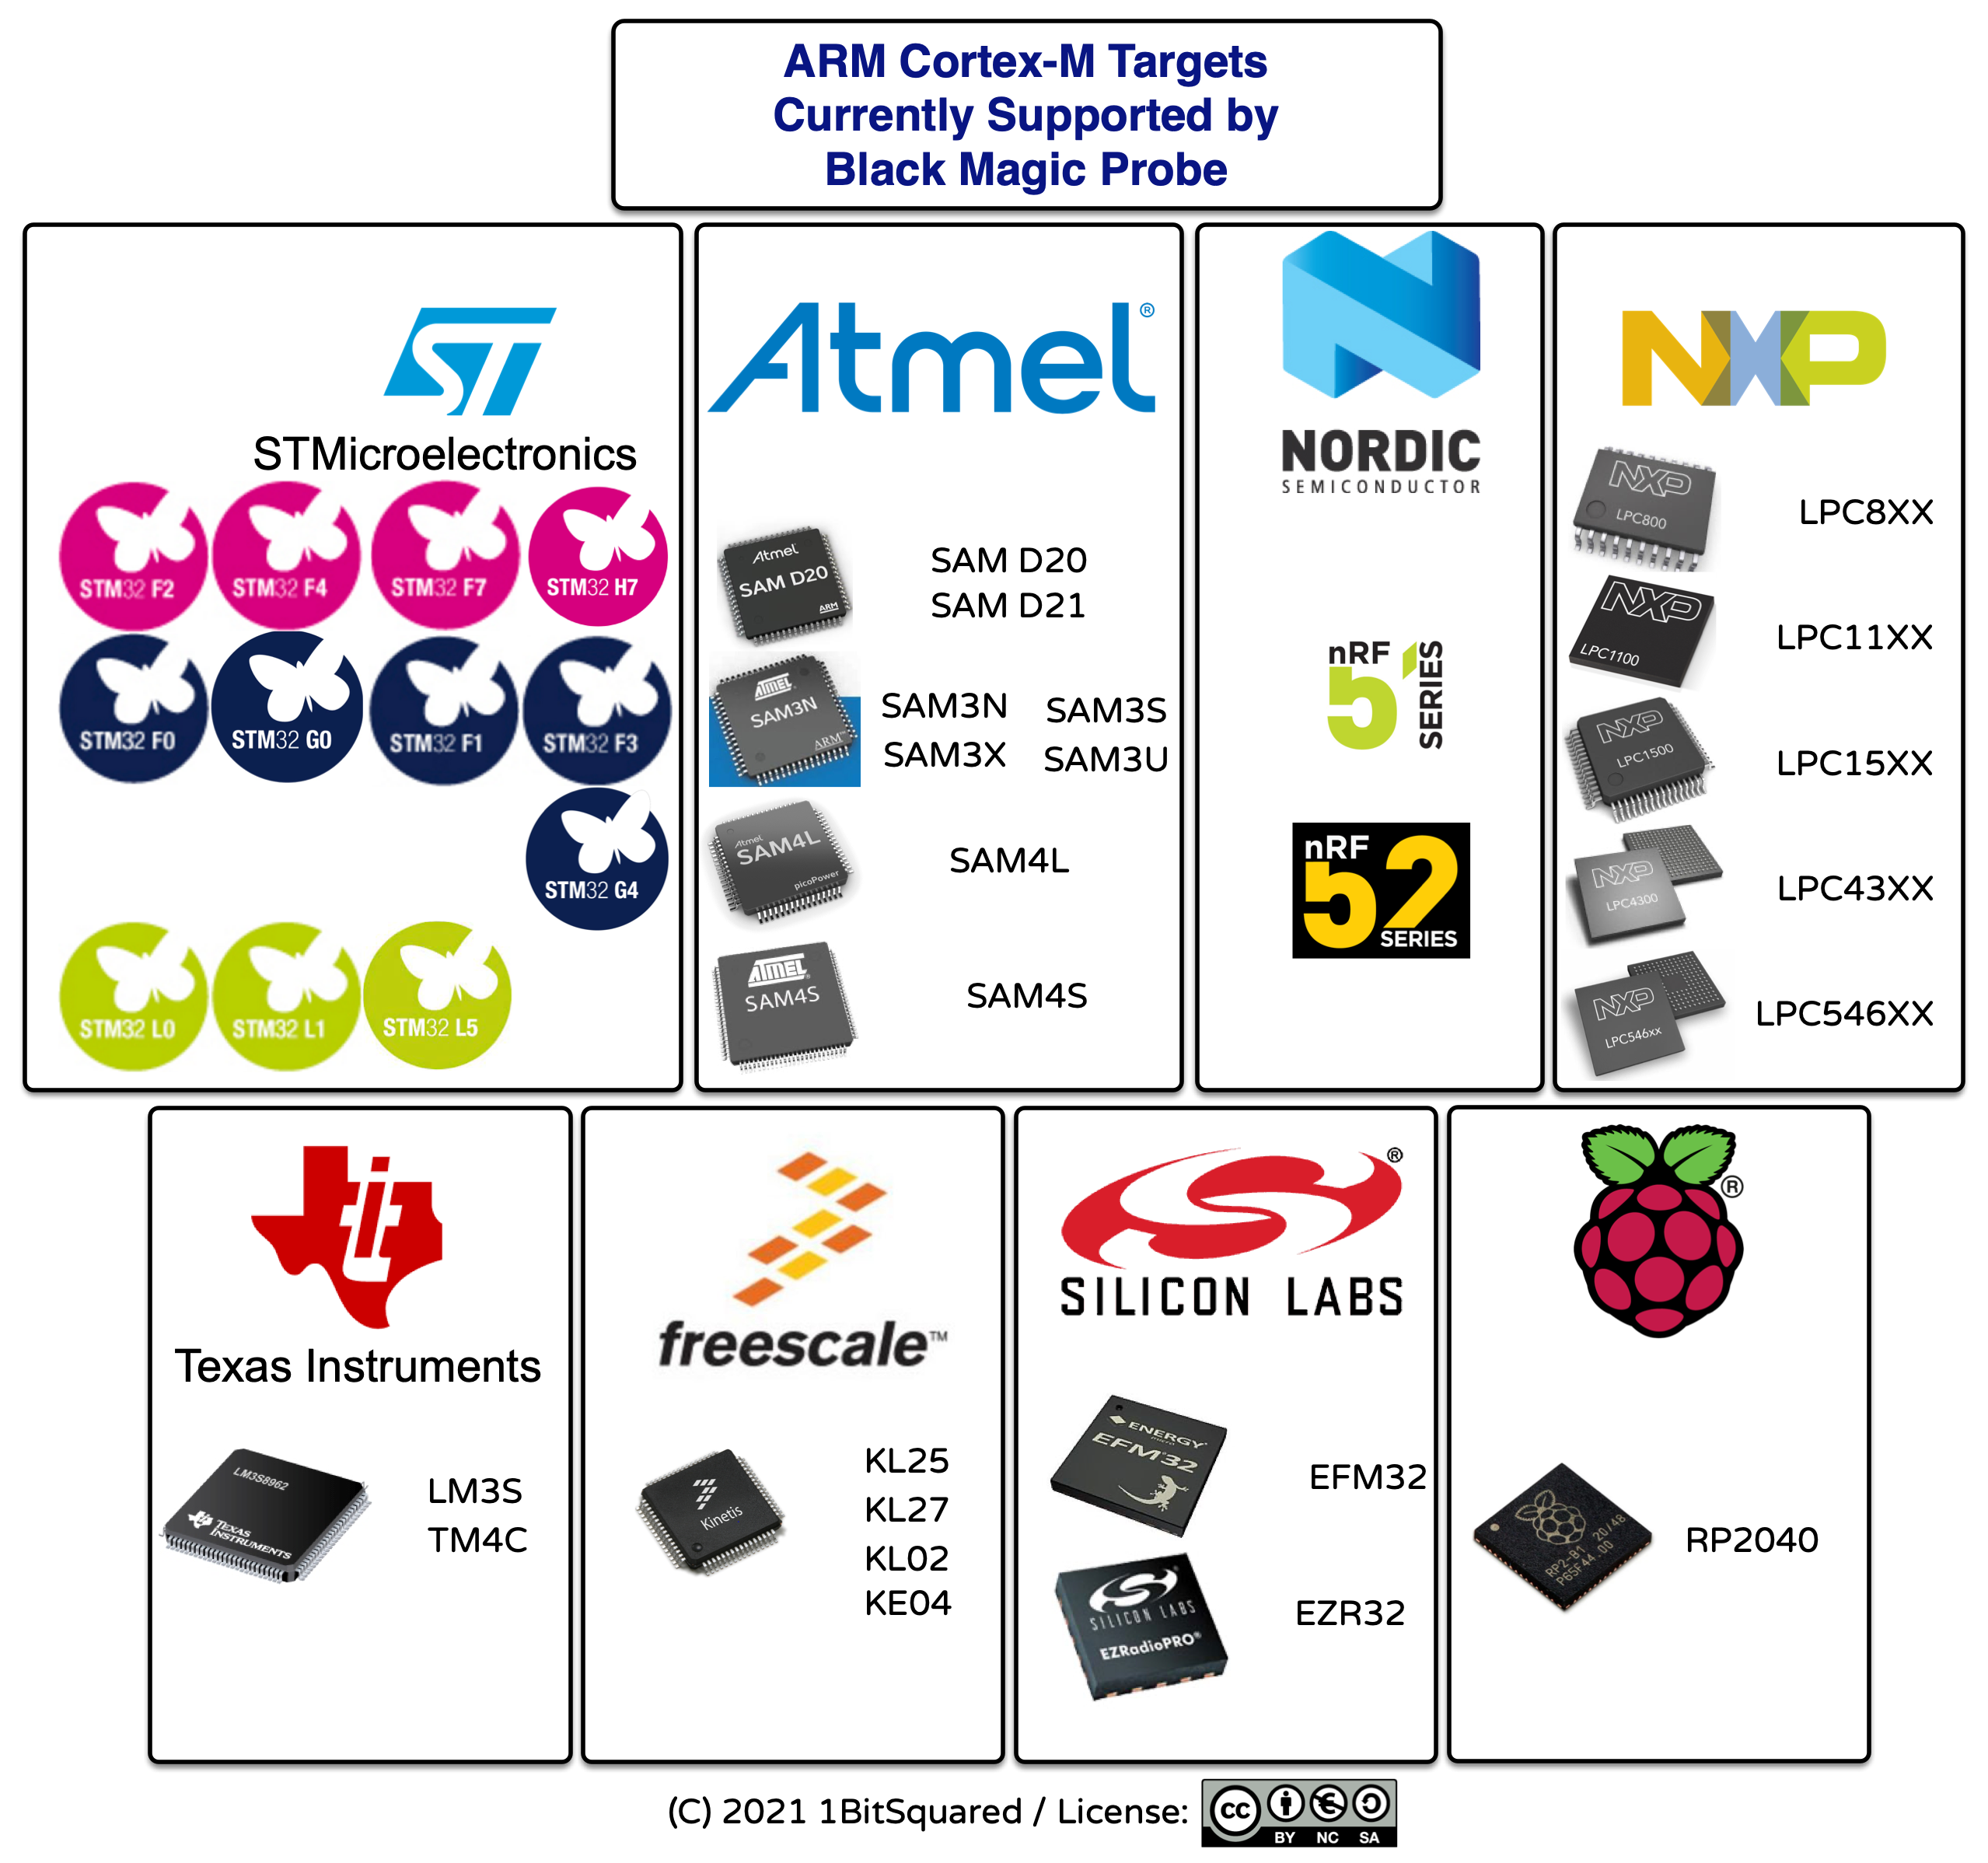 ARM Cortex-M Targets
Currently Supported by
Black Magic Probe
ST
STMicroelectronics
STM32 F2
STM32 F4
STM32 F7
STM32 H7
STM32 F0
STM32 G0
STM32 F1
STM32 F3
STM32 G4
STM32 L0
STM32 L1
STM32 L5
Atmel®
Atmel
SAM D20
ARM
SAM D20
SAM D21
ATMEL
SAM3N
ARM
SAM3N SAM3S
SAM3X SAM3U
Atmel
SAM4L
picoPower
SAM4L
ATMEL
SAM4S
SAM4S
NORDIC
SEMICONDUCTOR
nRF
51
SERIES
nRF
52
SERIES
NXP
NXP
LPC800
LPC8XX
NXP
LPC1100
LPC11XX
NXP
LPC1500
LPC15XX
NXP
LPC4300
LPC43XX
NXP
LPC546xx
LPC546XX
ti
Texas Instruments
LM3S8962
TEXAS
INSTRUMENTS
LM3S
TM4C
freescale™
Kinetis
KL25
KL27
KL02
KE04
®
SILICON LABS
ENERGY
EFM®32
EFM32
SILICON LABS
EZRadioPRO®
EZR32
®
RP2-B1 20/48
P65F44.00
RP2040
(C) 2021 1BitSquared / License:
cc
BY NC SA